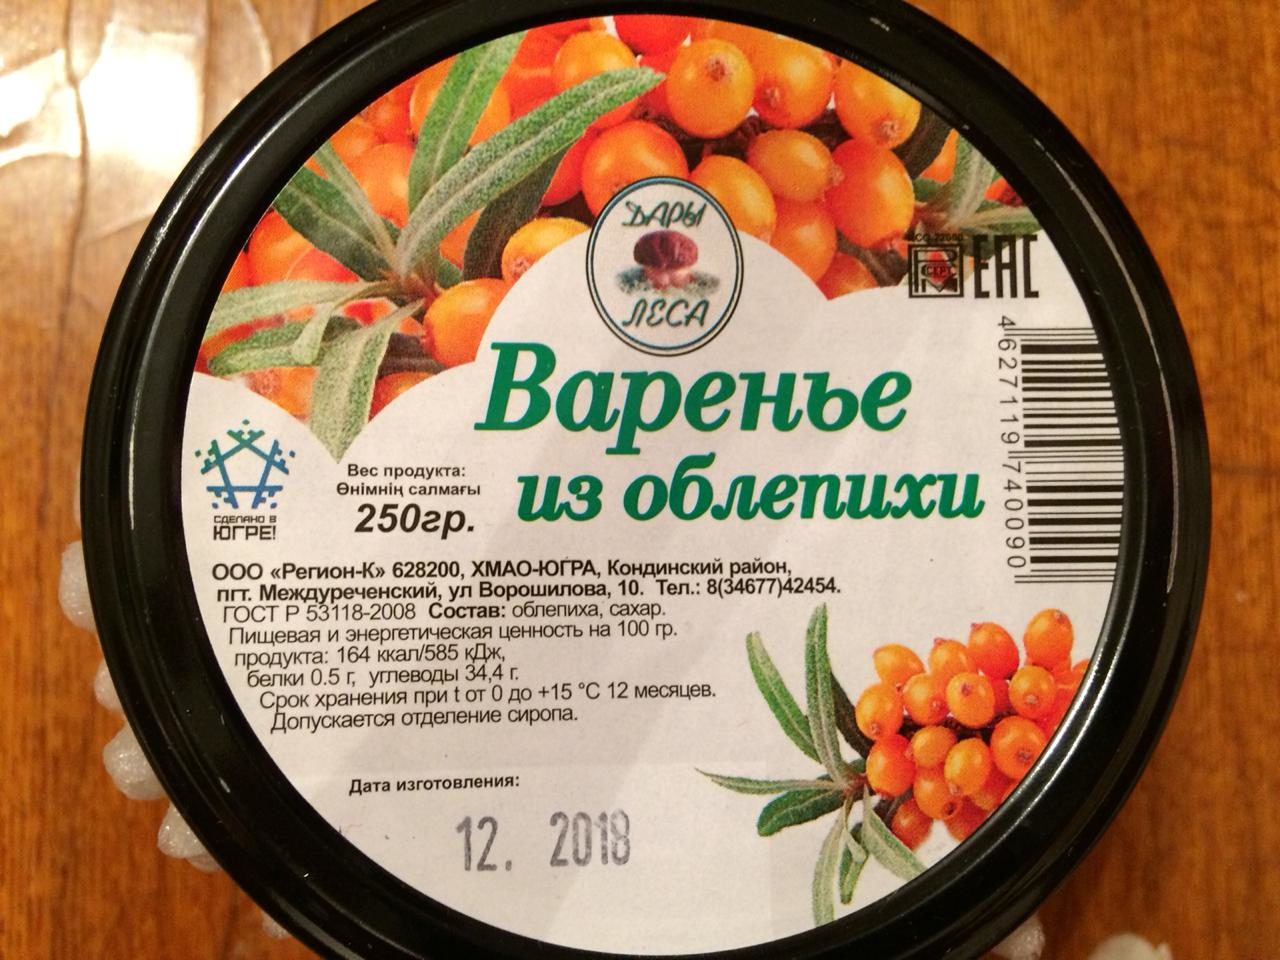 ДАРЫ
ЛЕСА
ЕАС
Варенье
из облепихи
4 627119 740090
СДЕЛАНО В
ЮГРЕ!
Вес продукта:
Өнімнің салмағы
250гр.
ООО «Регион-К» 628200, ХМАО-ЮГРА, Кондинский район,
пгт. Междуреченский, ул Ворошилова, 10. Тел.: 8(34677)42454.
ГОСТ Р 53118-2008 Состав: облепиха, сахар.
Пищевая и энергетическая ценность на 100 гр.
продукта: 164 ккал/585 кДж,
белки 0.5 г, углеводы 34,4 г.
Срок хранения при t от 0 до +15 °С 12 месяцев.
Допускается отделение сиропа.
Дата изготовления:
12. 2018